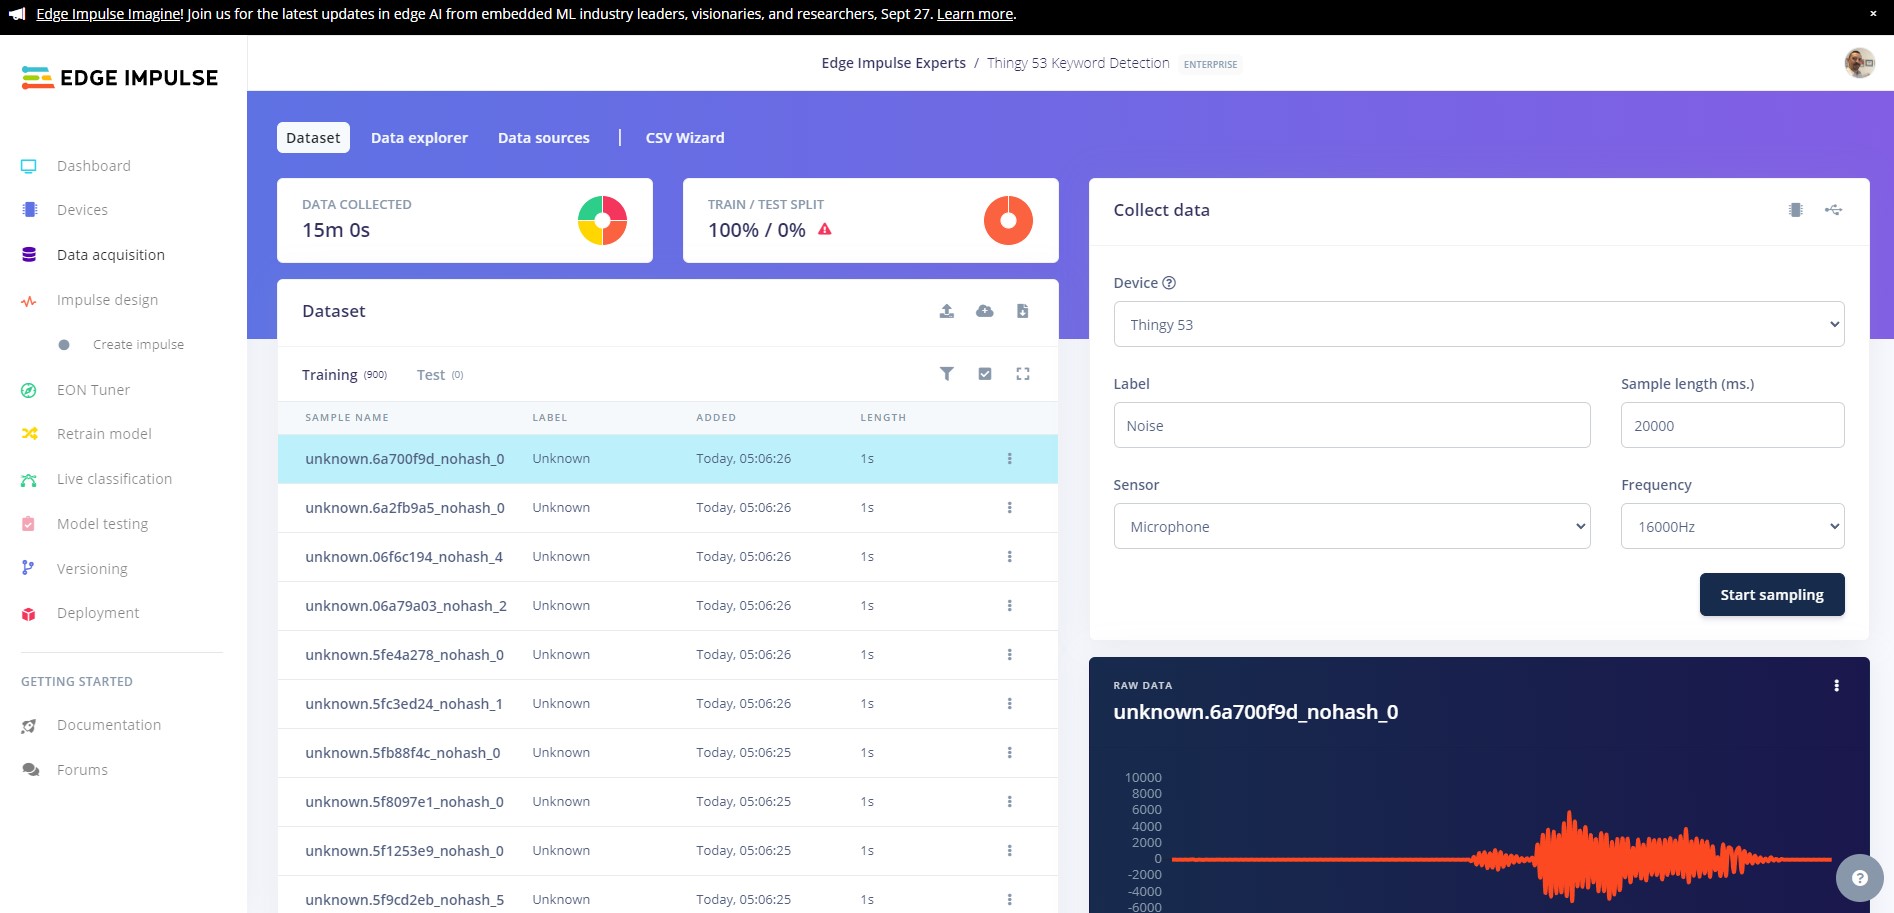 Edge Impulse Imagine! Join us for the latest updates in edge AI from embedded ML industry leaders, visionaries, and researchers, Sept 27. Learn more.
×
EDGE IMPULSE
Edge Impulse Experts / Thingy 53 Keyword Detection ENTERPRISE
Dashboard
Devices
Data acquisition
Impulse design
Create impulse
EON Tuner
Retrain model
Live classification
Model testing
Versioning
Deployment
GETTING STARTED
Documentation
Forums
Dataset Data explorer Data sources | CSV Wizard
DATA COLLECTED
15m 0s
TRAIN / TEST SPLIT
100% / 0%
Dataset
Training (900) Test (0)
SAMPLE NAME LABEL ADDED LENGTH
unknown.6a700f9d_nohash_0 Unknown Today, 05:06:26 1s
unknown.6a2fb9a5_nohash_0 Unknown Today, 05:06:26 1s
unknown.06f6c194_nohash_4 Unknown Today, 05:06:26 1s
unknown.06a79a03_nohash_2 Unknown Today, 05:06:26 1s
unknown.5fe4a278_nohash_0 Unknown Today, 05:06:26 1s
unknown.5fc3ed24_nohash_1 Unknown Today, 05:06:26 1s
unknown.5fb88f4c_nohash_0 Unknown Today, 05:06:25 1s
unknown.5f8097e1_nohash_0 Unknown Today, 05:06:25 1s
unknown.5f1253e9_nohash_0 Unknown Today, 05:06:25 1s
unknown.5f9cd2eb_nohash_5 Unknown Today, 05:06:25 1s
Collect data
Device ?
Thingy 53
Label Sample length (ms.)
Noise 20000
Sensor Frequency
Microphone 16000Hz
Start sampling
RAW DATA
unknown.6a700f9d_nohash_0
10000
8000
6000
4000
2000
0
-2000
-4000
-6000
?